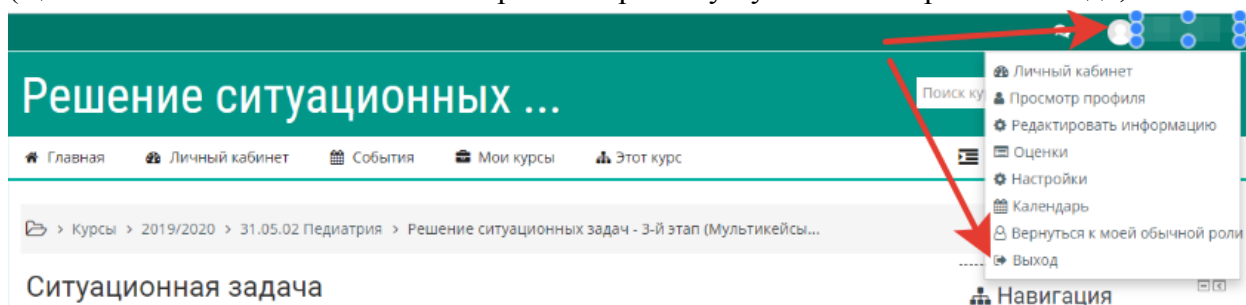 Решение ситуационных ...
Поиск ку
Личный кабинет
Просмотр профиля
Редактировать информацию
Оценки
Настройки
Календарь
Вернуться к моей обычной роли
Выход
Главная Личный кабинет События Мои курсы Этот курс
> Курсы > 2019/2020 > 31.05.02 Педиатрия > Решение ситуационных задач - 3-й этап (Мультикейсы...
Ситуационная задача
Навигация